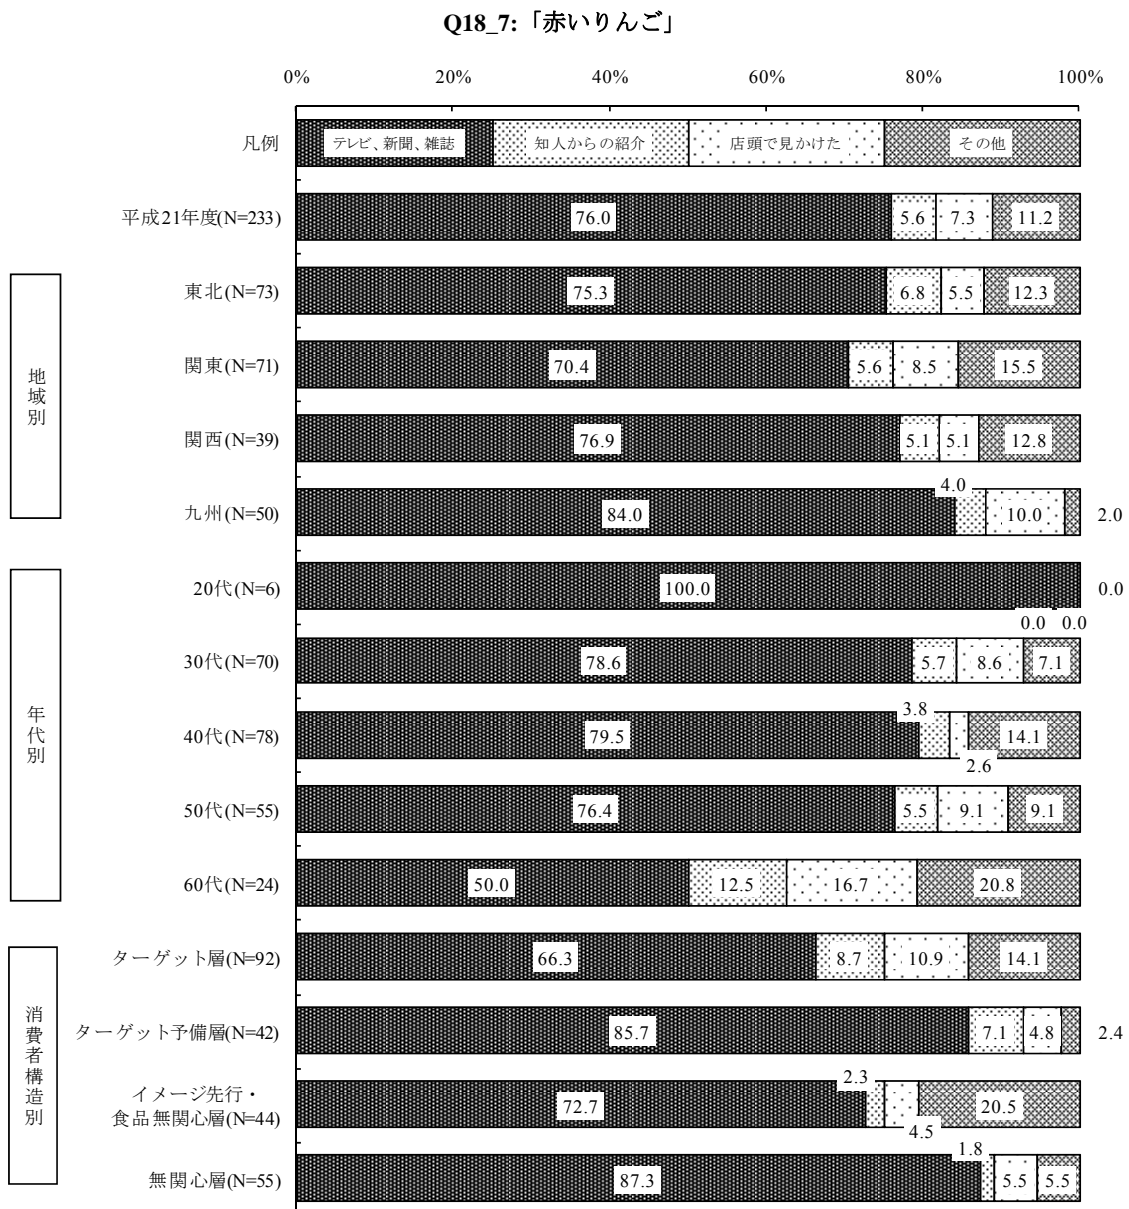 Q18_7:「赤いりんご」
0% 20% 40% 60% 80% 100%
凡例 テレビ、新聞、雑誌 知人からの紹介 店頭で見かけた その他
平成21年度(N=233) 76.0 5.6 7.3 11.2
地域別
東北(N=73) 75.3 6.8 5.5 12.3
関東(N=71) 70.4 5.6 8.5 15.5
関西(N=39) 76.9 5.1 5.1 12.8
九州(N=50) 84.0 4.0 10.0 2.0
年代別
20代(N=6) 100.0 0.0
0.0 0.0
30代(N=70) 78.6 5.7 8.6 7.1
40代(N=78) 79.5 3.8 2.6 14.1
50代(N=55) 76.4 5.5 9.1 9.1
60代(N=24) 50.0 12.5 16.7 20.8
消費者構造別
ターゲット層(N=92) 66.3 8.7 10.9 14.1
ターゲット予備層(N=42) 85.7 7.1 4.8 2.4
イメージ先行・
食品無関心層(N=44) 72.7 2.3 4.5 20.5
無関心層(N=55) 87.3 1.8 5.5 5.5